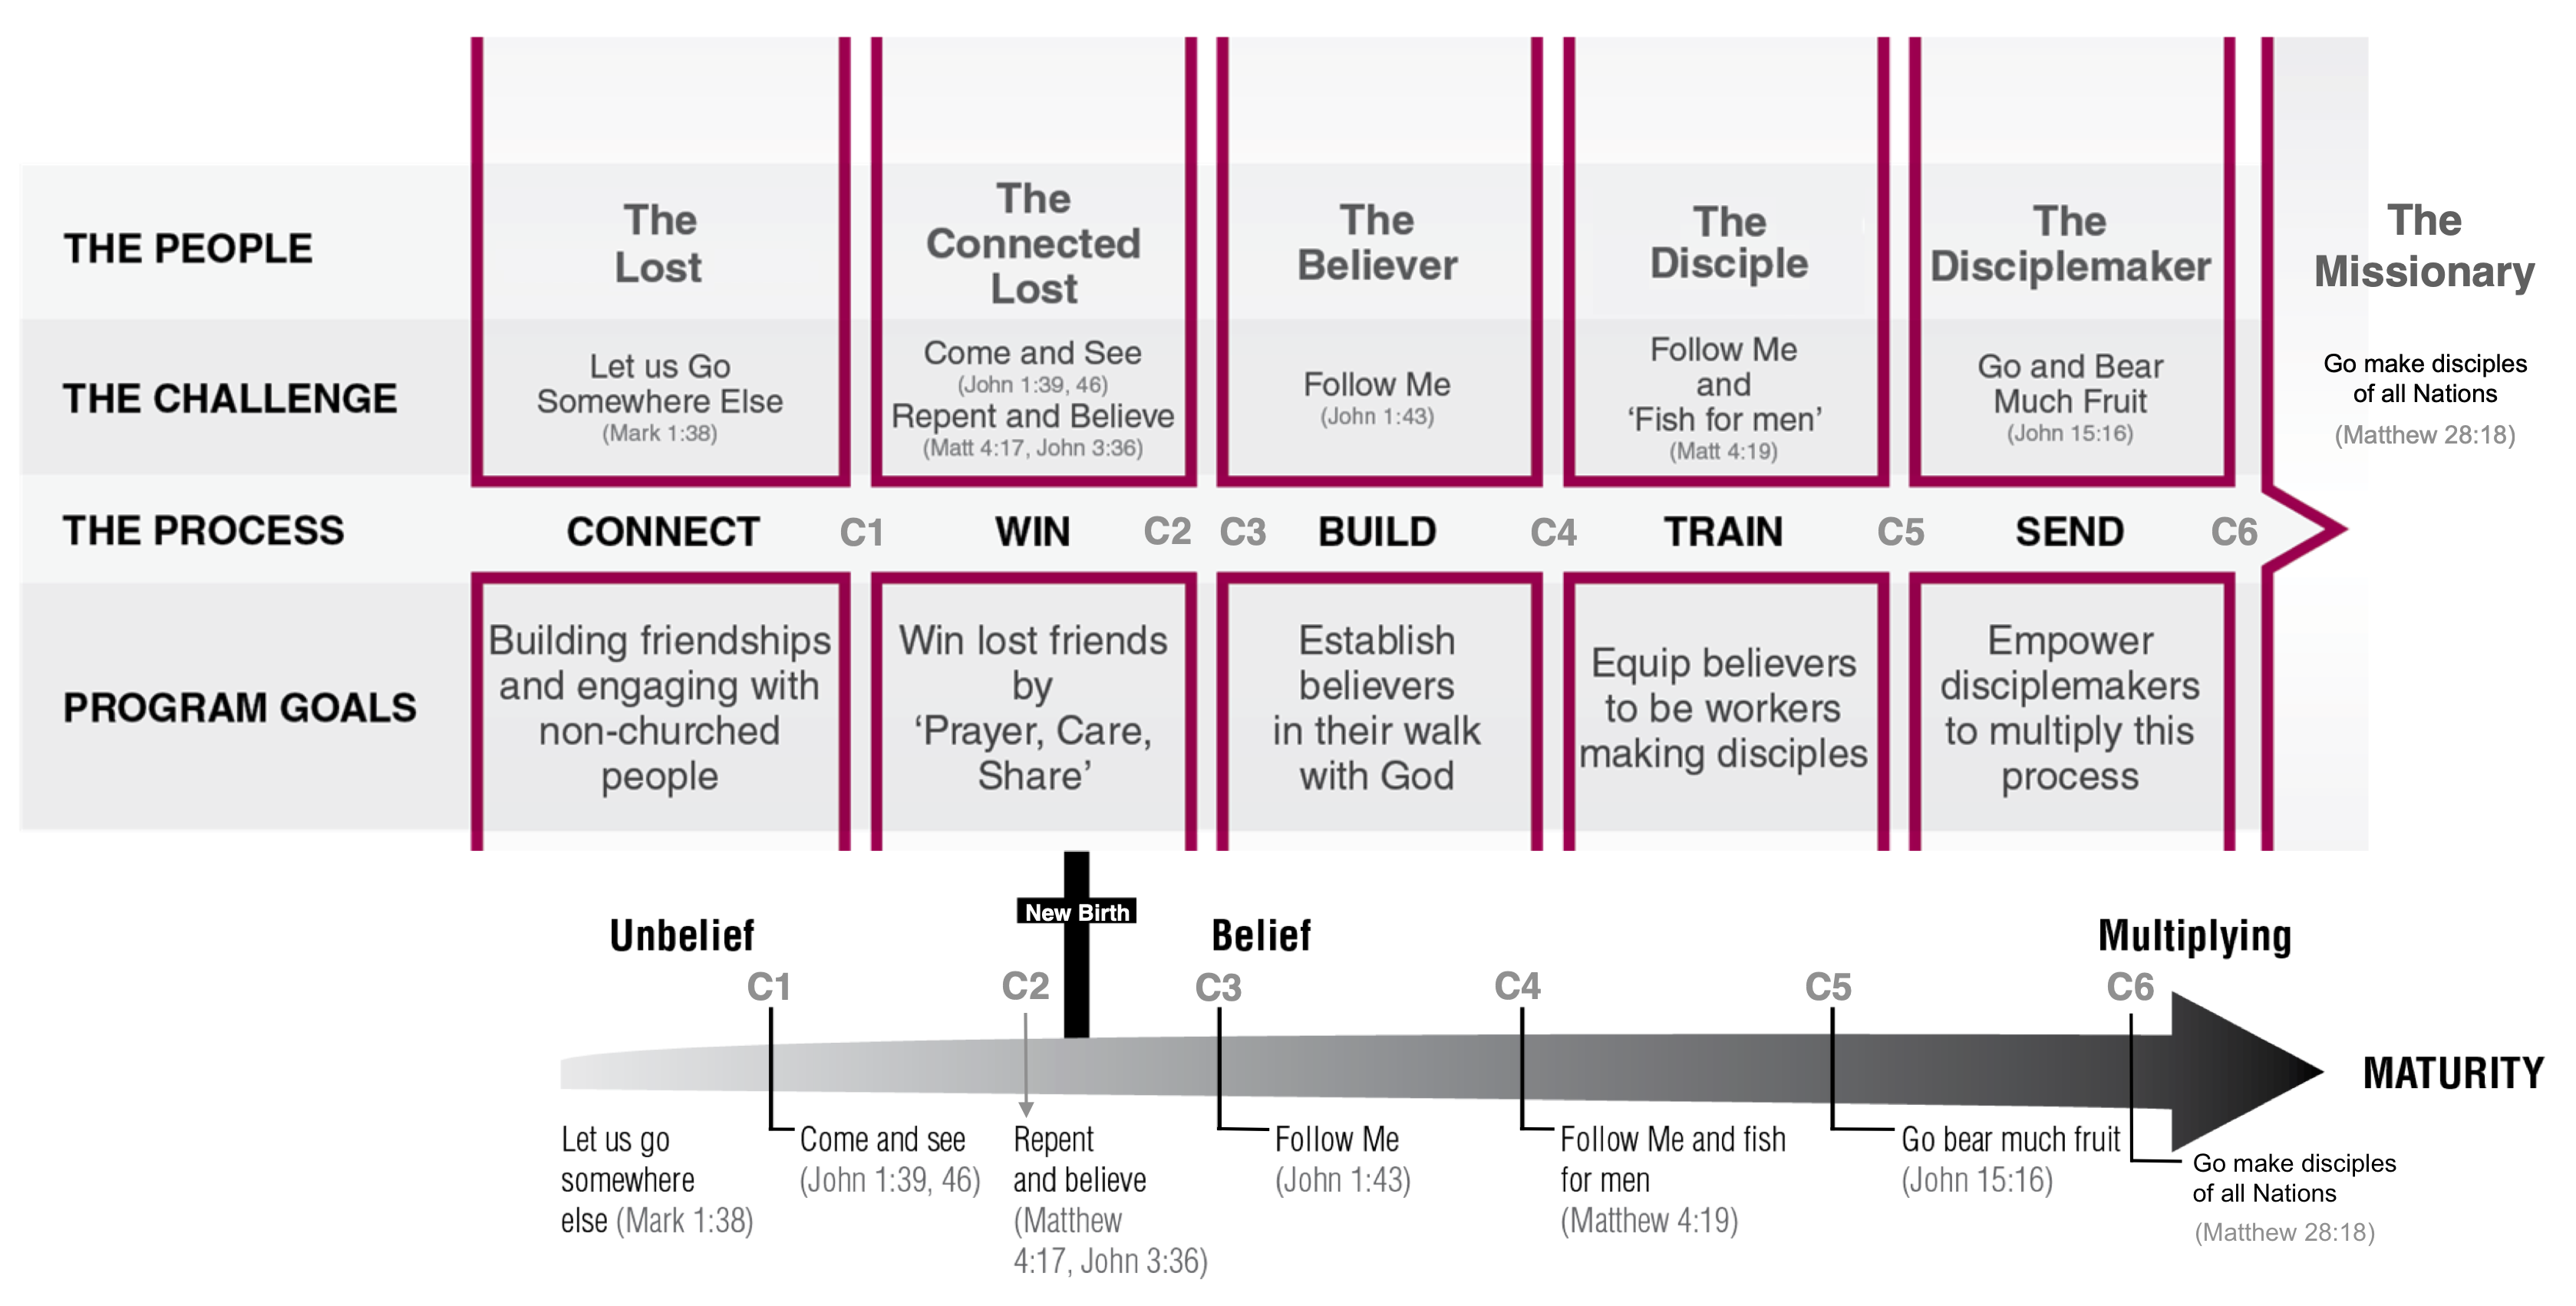 THE PEOPLE
The
Lost
The
Connected
Lost
The
Believer
The
Disciple
The
Disciplemaker
The
Missionary
THE CHALLENGE
Let us Go
Somewhere Else
(Mark 1:38)
Come and See
(John 1:39, 46)
Repent and Believe
(Matt 4:17, John 3:36)
Follow Me
(John 1:43)
Follow Me
and
‘Fish for men’
(Matt 4:19)
Go and Bear
Much Fruit
(John 15:16)
Go make disciples
of all Nations
(Matthew 28:18)
THE PROCESS
CONNECT
C1
WIN
C2
C3
BUILD
C4
TRAIN
C5
SEND
C6
PROGRAM GOALS
Building friendships
and engaging with
non-churched
people
Win lost friends
by
‘Prayer, Care,
Share’
Establish
believers
in their walk
with God
Equip believers
to be workers
making disciples
Empower
disciplemakers
to multiply this
process
New Birth
Unbelief
Belief
Multiplying
C1
C2
C3
C4
C5
C6
MATURITY
Let us go
somewhere
else (Mark 1:38)
Come and see
(John 1:39, 46)
Repent
and believe
(Matthew
4:17, John 3:36)
Follow Me
(John 1:43)
Follow Me and fish
for men
(Matthew 4:19)
Go bear much fruit
(John 15:16)
Go make disciples
of all Nations
(Matthew 28:18)